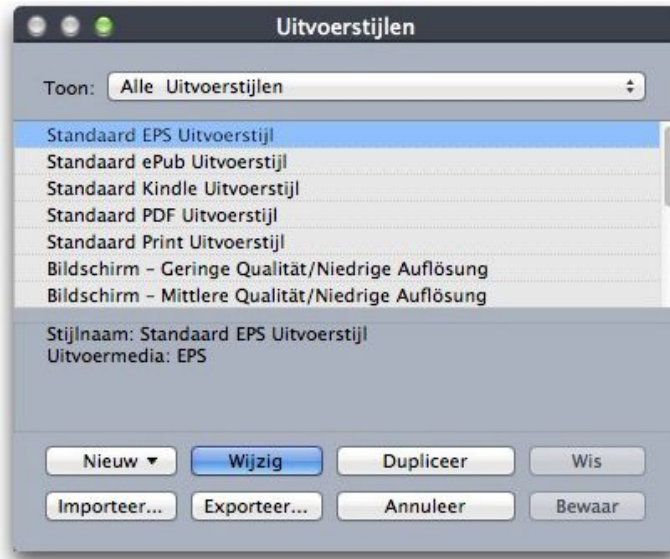 Uitvoerstijlen
Toon: Alle Uitvoerstijlen
Standaard EPS Uitvoerstijl
Standaard ePub Uitvoerstijl
Standard Kindle Uitvoerstijl
Standard PDF Uitvoerstijl
Standaard Print Uitvoerstijl
Bildschirm – Geringe Qualität/Niedrige Auflösung
Bildschirm – Mittlere Qualität/Niedrige Auflösung
Stijlnaam: Standaard EPS Uitvoerstijl
Uitvoermedia: EPS
Nieuw Wijzig Dupliceer Wis
Importeer... Exporteer... Annuleer Bewaar